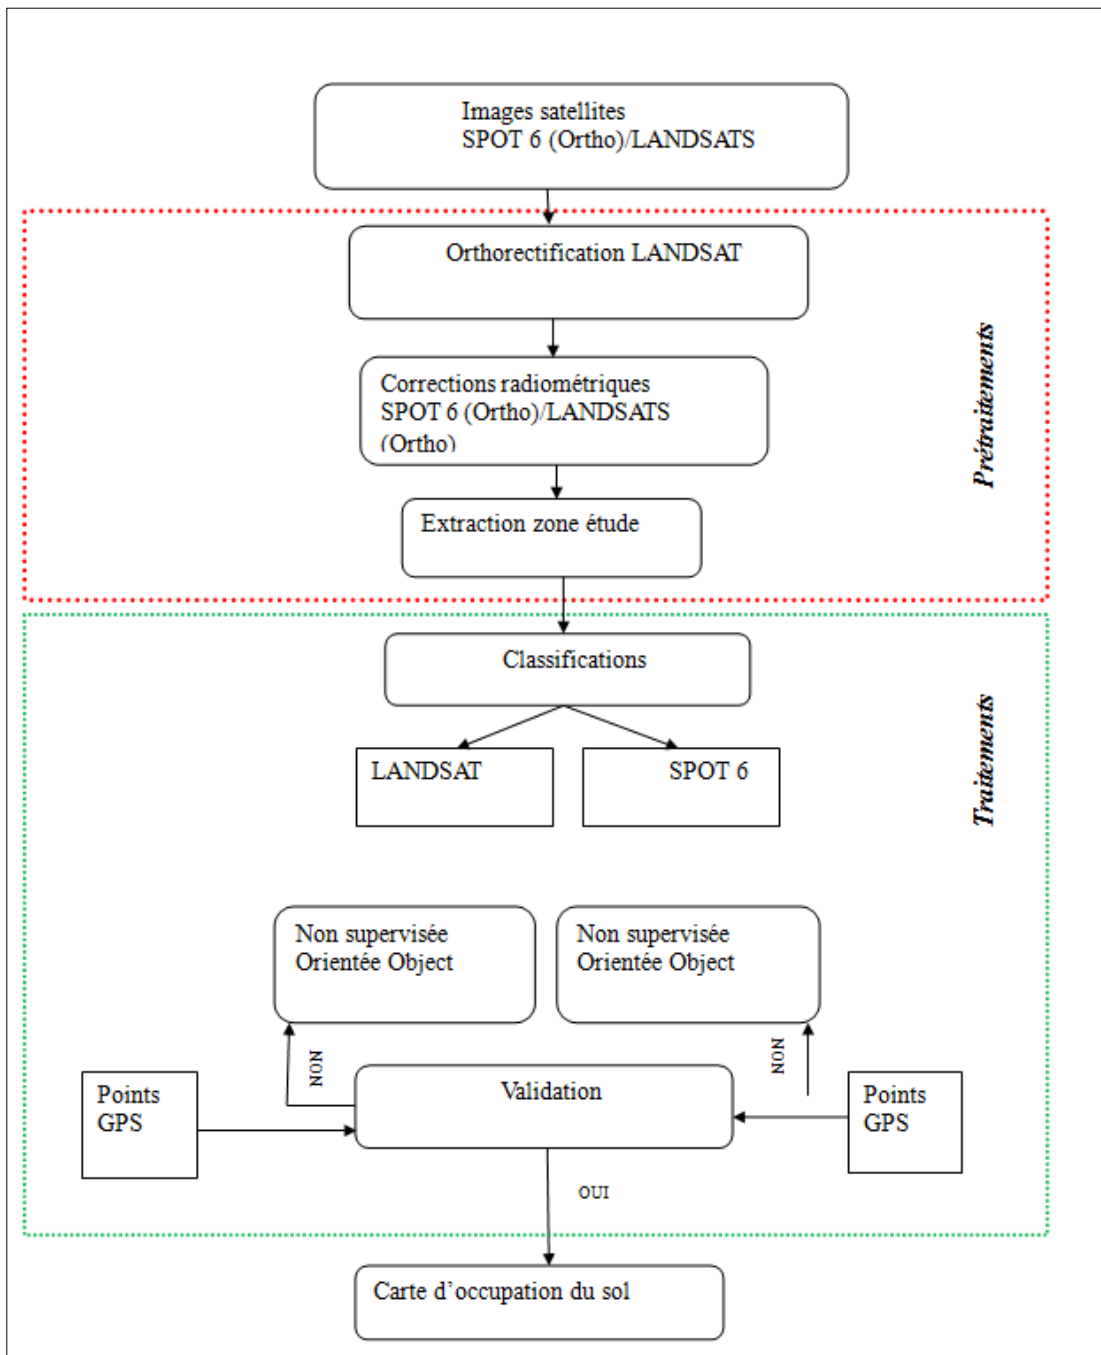 Images satellites
SPOT 6 (Ortho)/LANDSATS
Orthorectification LANDSAT
Corrections radiométriques
SPOT 6 (Ortho)/LANDSATS
(Ortho)
Extraction zone étude
Prétraitements
Classifications
LANDSAT
SPOT 6
Traitements
Non supervisée
Orientée Object
Non supervisée
Orientée Object
NON
NON
Points
GPS
Validation
Points
GPS
OUI
Carte d’occupation du sol